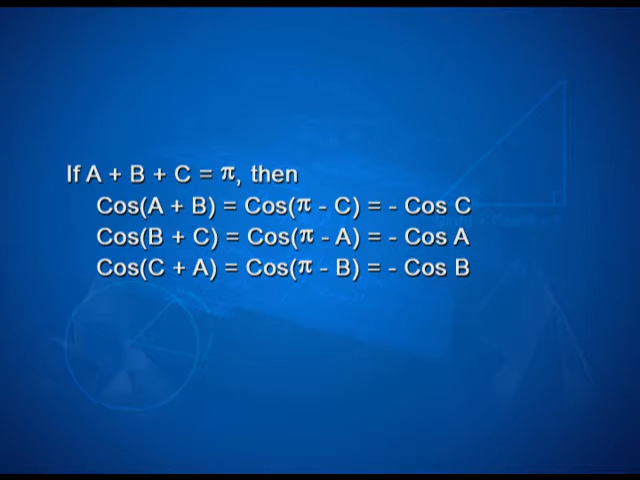 If A + B + C = π, then
Cos(A + B) = Cos(π - C) = - Cos C
Cos(B + C) = Cos(π - A) = - Cos A
Cos(C + A) = Cos(π - B) = - Cos B